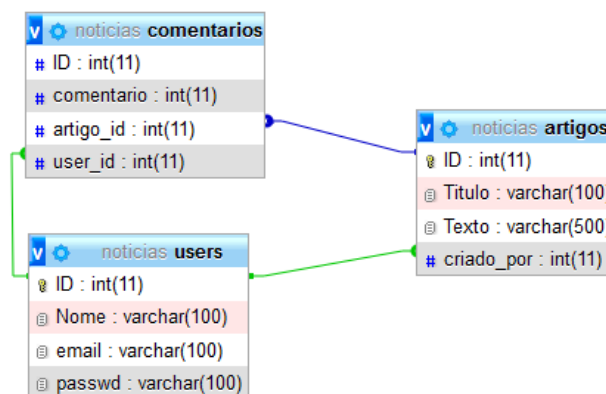 noticias comentarios
# ID : int(11)
# comentario : int(11)
# artigo_id : int(11)
# user_id : int(11)
noticias artigos
ID : int(11)
Titulo : varchar(100)
Texto : varchar(500)
# criado_por : int(11)
noticias users
ID : int(11)
Nome : varchar(100)
email : varchar(100)
passwd : varchar(100)